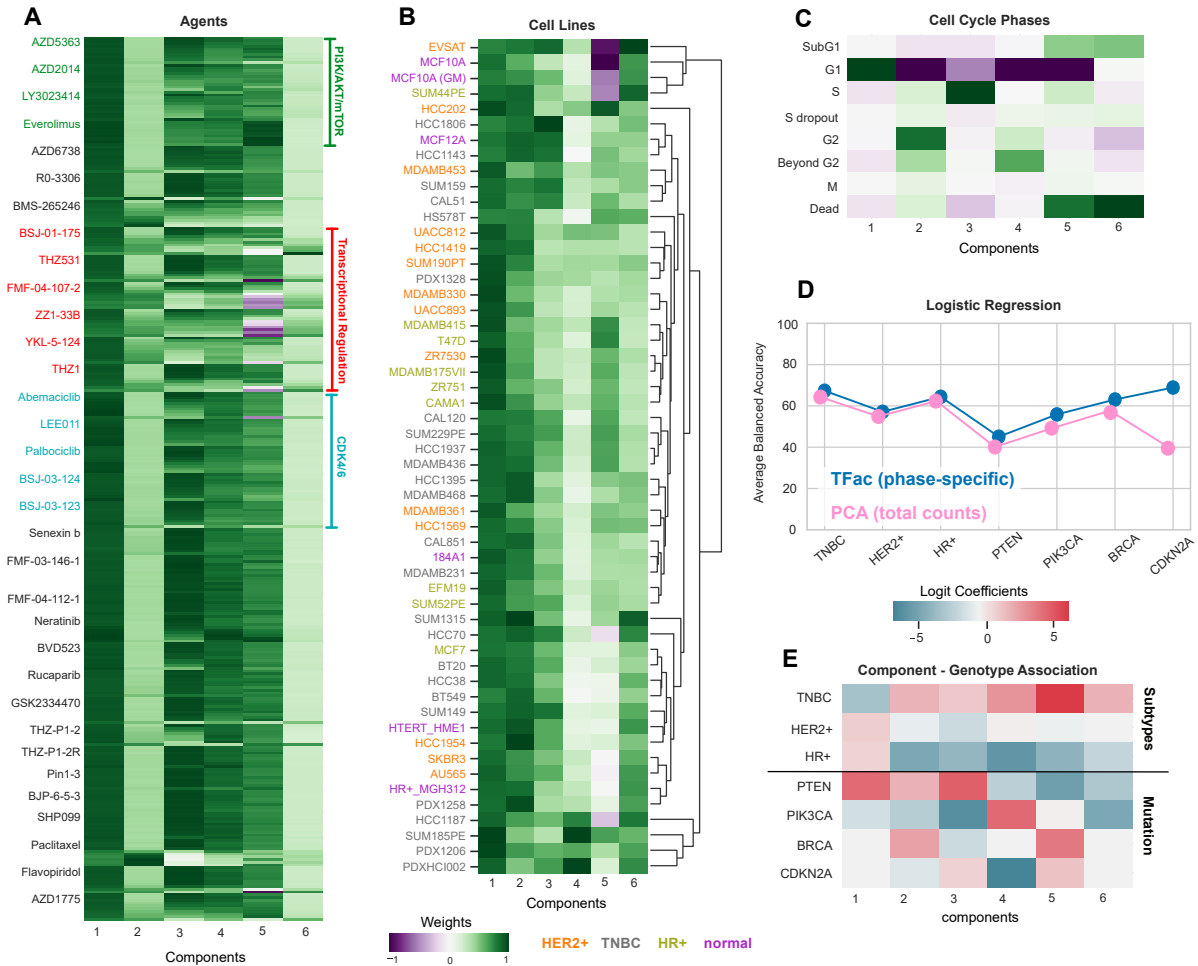 A
Agents
AZD5363
AZD2014
LY3023414
Everolimus
AZD6738
R0-3306
BMS-265246
BSJ-01-175
THZ531
FMF-04-107-2
ZZ1-33B
YKL-5-124
THZ1
Abemaciclib
LEE011
Palbociclib
BSJ-03-124
BSJ-03-123
Senexin b
FMF-03-146-1
FMF-04-112-1
Neratinib
BVD523
Rucaparib
GSK2334470
THZ-P1-2
THZ-P1-2R
Pin1-3
BJP-6-5-3
SHP099
Paclitaxel
Flavopiridol
AZD1775
PI3K/AKT/mTOR
Transcriptional Regulation
CDK4/6
1 2 3 4 5 6
Components
B
Cell Lines
EVSAT
MCF10A
MCF10A (GM)
SUM44PE
HCC202
HCC1806
MCF12A
HCC1143
MDAMB453
SUM159
CAL51
HS578T
UACC812
HCC1419
SUM190PT
PDX1328
MDAMB330
UACC893
MDAMB415
T47D
ZR7530
MDAMB175VII
ZR751
CAMA1
CAL120
SUM229PE
HCC1937
MDAMB436
HCC1395
MDAMB468
MDAMB361
HCC1569
CAL851
184A1
MDAMB231
EFM19
SUM52PE
SUM1315
HCC70
MCF7
BT20
HCC38
BT549
SUM149
HTERT_HME1
HCC1954
SKBR3
AU565
HR+_MGH312
PDX1258
HCC1187
SUM185PE
PDX1206
PDXHCI002
1 2 3 4 5 6
Components
Weights
−1 0 1
HER2+ TNBC HR+ normal
C
Cell Cycle Phases
SubG1
G1
S
S dropout
G2
Beyond G2
M
Dead
1 2 3 4 5 6
Components
D
Logistic Regression
Average Balanced Accuracy
100
80
60
40
20
0
TFac (phase-specific)
PCA (total counts)
TNBC HER2+ HR+ PTEN PIK3CA BRCA CDKN2A
Logit Coefficients
−5 0 5
E
Component - Genotype Association
TNBC
HER2+
HR+
PTEN
PIK3CA
BRCA
CDKN2A
Subtypes
Mutation
1 2 3 4 5 6
components